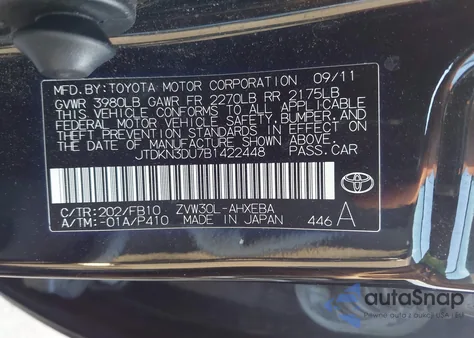 MFD. BY: TOYOTA MOTOR CORPORATION 09/11
GVWR 3980LB GAWR FR 2270LB RR 2175LB
THIS VEHICLE CONFORMS TO ALL APPLICABLE
FEDERAL MOTOR VEHICLE SAFETY, BUMPER, AND
THEFT PREVENTION STANDARDS IN EFFECT ON
THE DATE OF MANUFACTURE SHOWN ABOVE.
JTDKN3DU7B1422448 PASS. CAR
C/TR: 202/FB10 ZVW30L-AHXEBA
A/TM: -01A/P410 MADE IN JAPAN 446 A
autoSnap